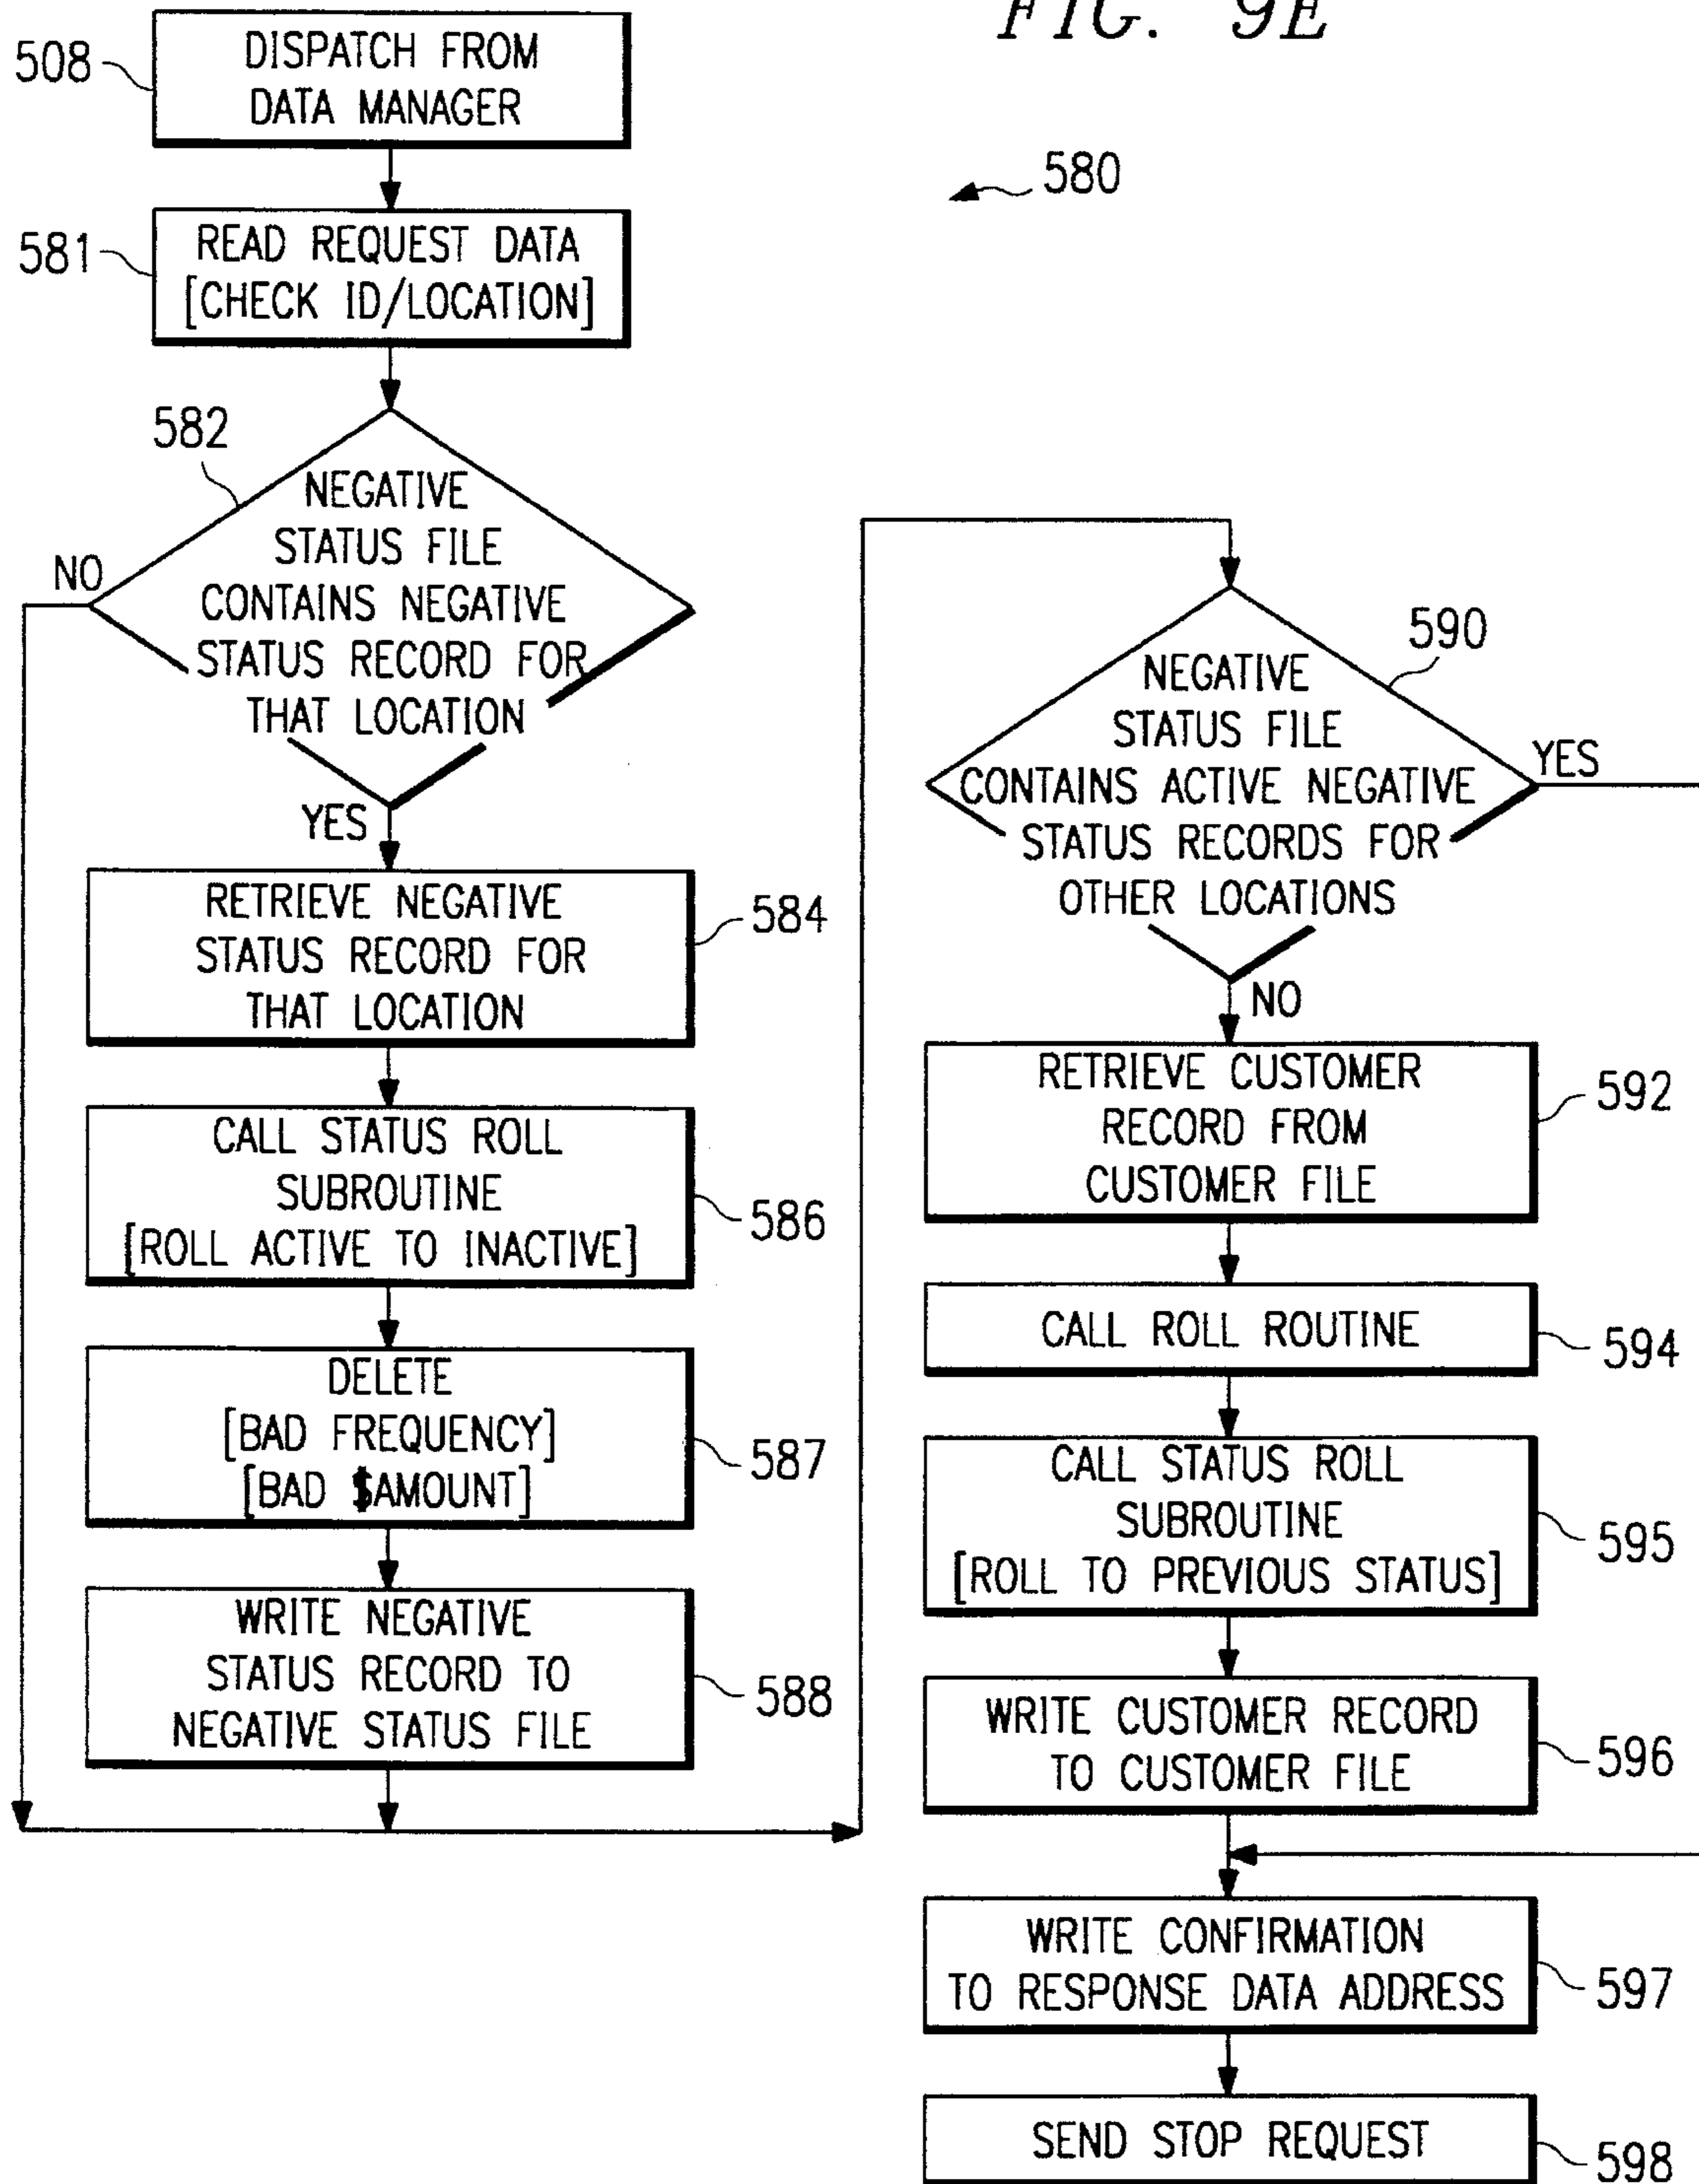 FIG. 9E
508
DISPATCH FROM
DATA MANAGER
580
581
READ REQUEST DATA
[CHECK ID/LOCATION]
582
NEGATIVE
STATUS FILE
CONTAINS NEGATIVE
STATUS RECORD FOR
THAT LOCATION
NO
YES
RETRIEVE NEGATIVE
STATUS RECORD FOR
THAT LOCATION
584
CALL STATUS ROLL
SUBROUTINE
[ROLL ACTIVE TO INACTIVE]
586
DELETE
[BAD FREQUENCY]
[BAD $AMOUNT]
587
WRITE NEGATIVE
STATUS RECORD TO
NEGATIVE STATUS FILE
588
590
NEGATIVE
STATUS FILE
CONTAINS ACTIVE NEGATIVE
STATUS RECORDS FOR
OTHER LOCATIONS
YES
NO
RETRIEVE CUSTOMER
RECORD FROM
CUSTOMER FILE
592
CALL ROLL ROUTINE
594
CALL STATUS ROLL
SUBROUTINE
[ROLL TO PREVIOUS STATUS]
595
WRITE CUSTOMER RECORD
TO CUSTOMER FILE
596
WRITE CONFIRMATION
TO RESPONSE DATA ADDRESS
597
SEND STOP REQUEST
598